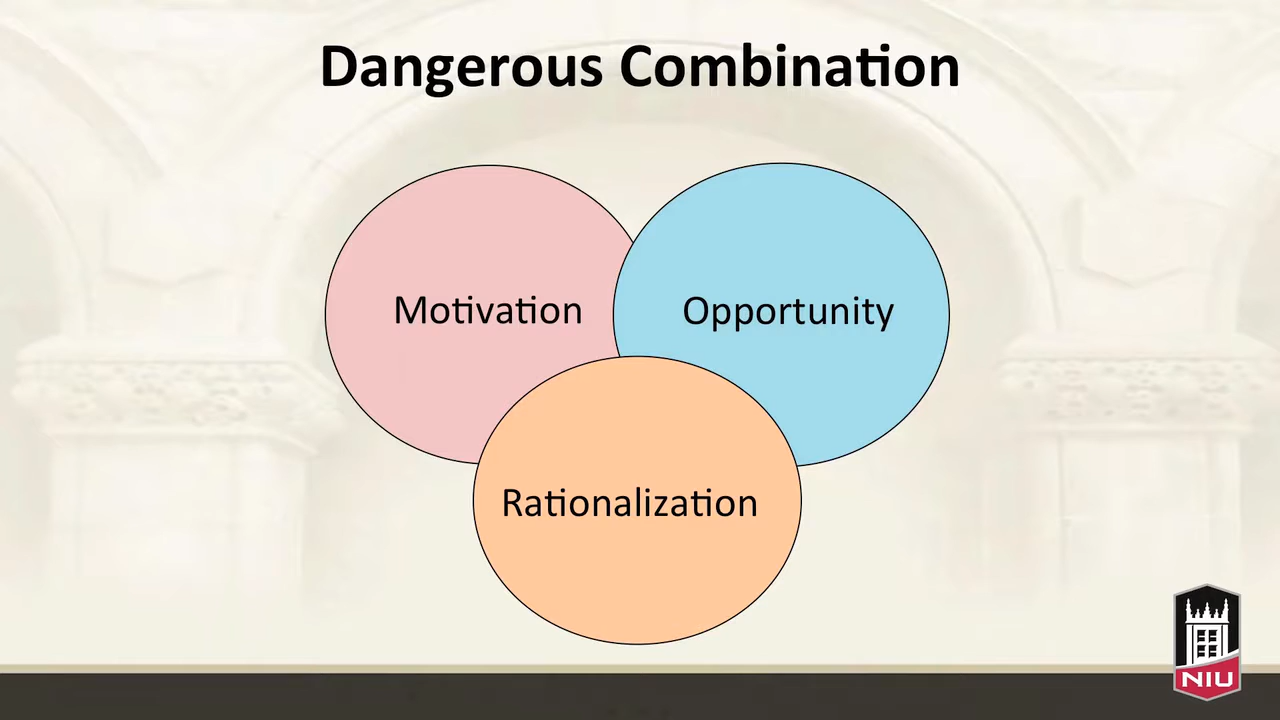 Dangerous Combination
Motivation
Opportunity
Rationalization
NIU